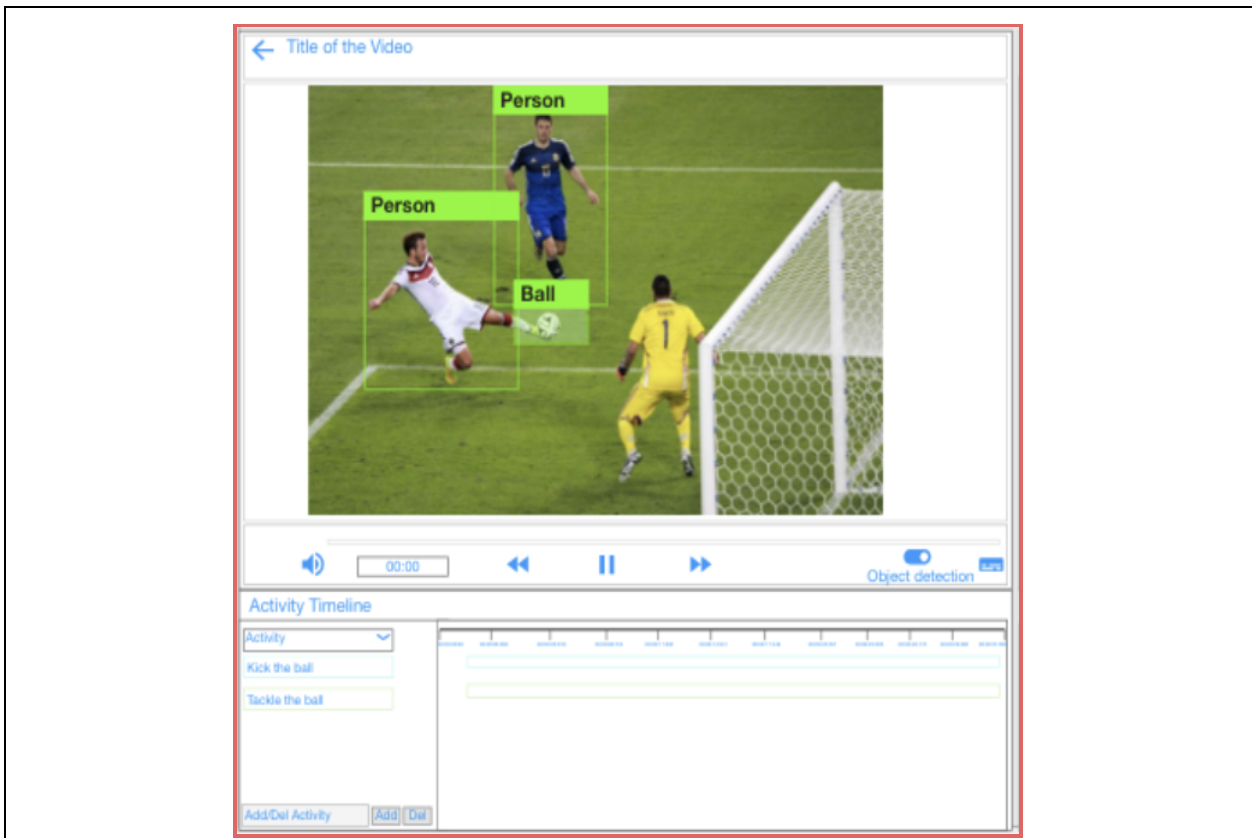 Title of the Video
Person
Person
Ball
1
00:00
Object detection
Activity Timeline
Activity
Kick the ball
Tackle the ball
Add/Del Activity
Add
Del